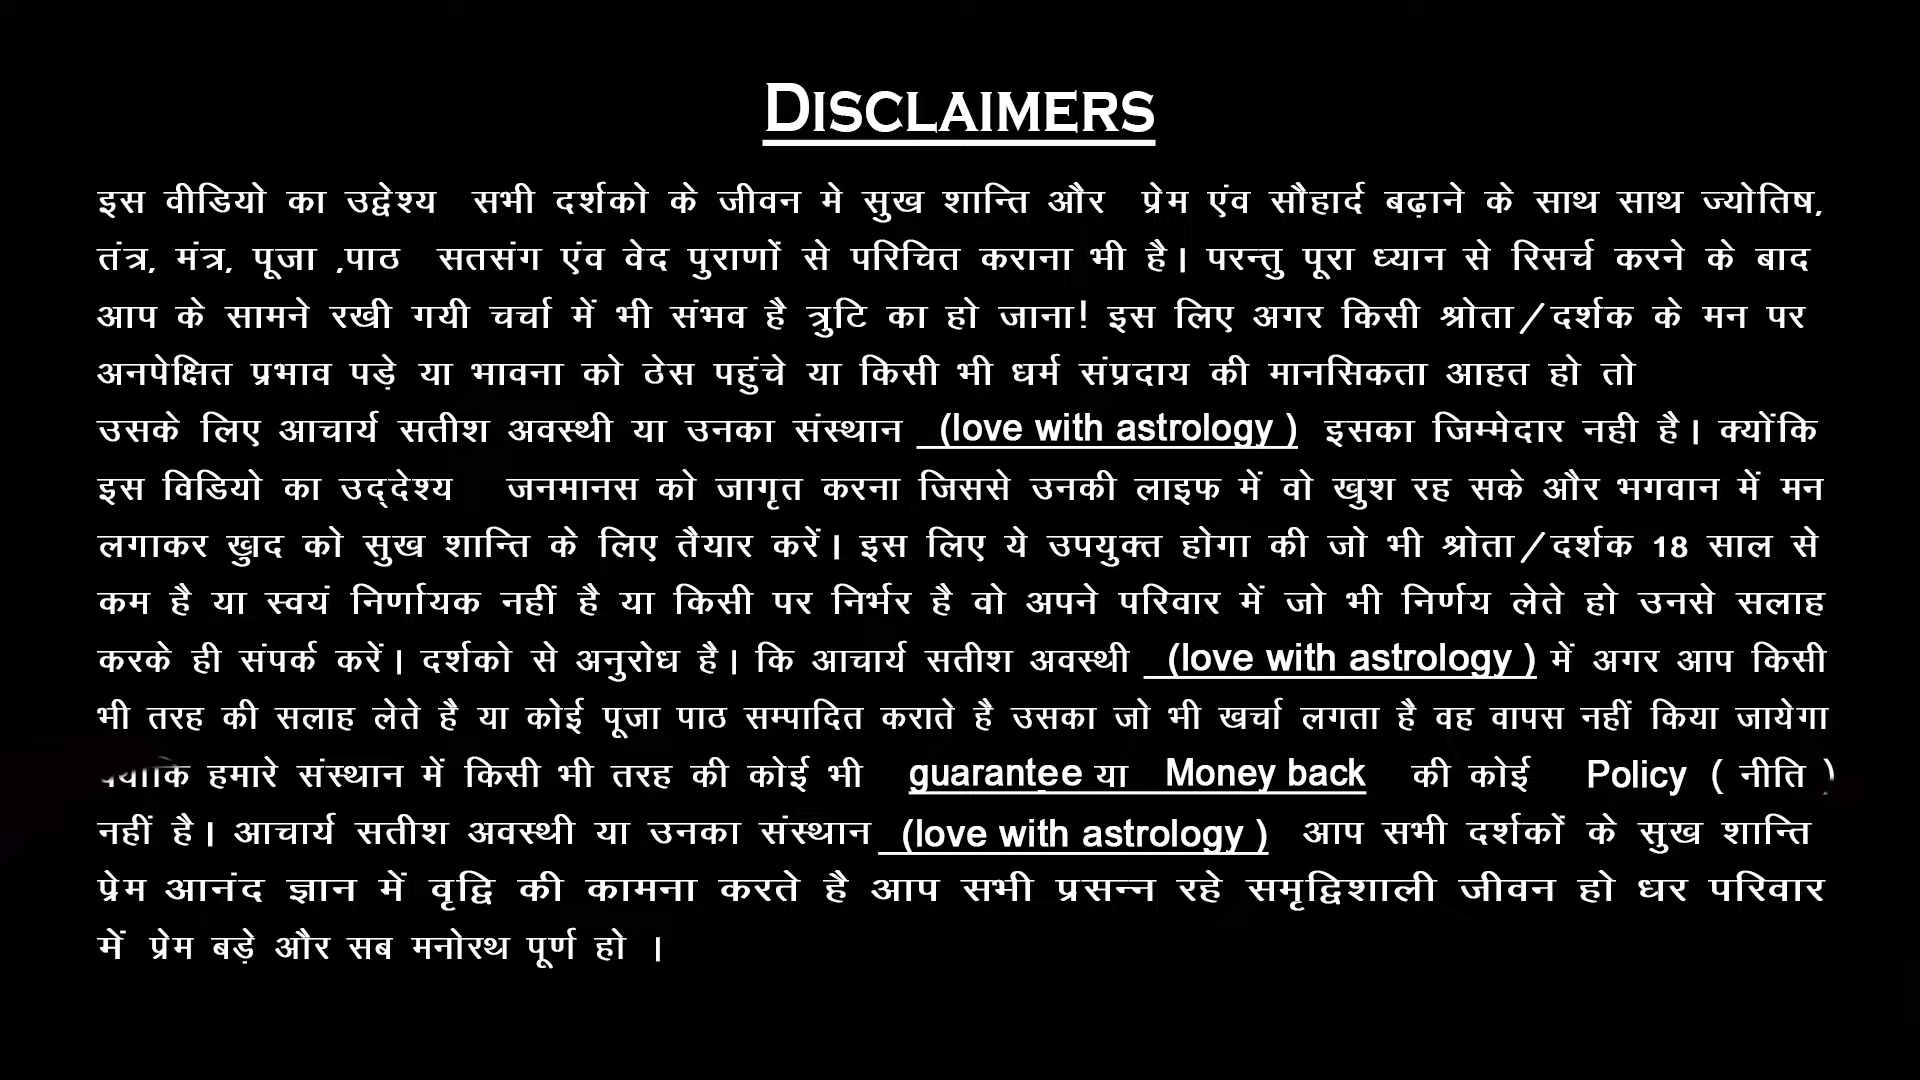 DISCLAIMERS
इस वीडियो का उद्वेश्य सभी दर्शको के जीवन मे सुख शान्ति और प्रेम एंव सौहार्द बढ़ाने के साथ साथ ज्योतिष,
तंत्र, मंत्र, पूजा ,पाठ सतसंग एंव वेद पुराणों से परिचित कराना भी है। परन्तु पूरा ध्यान से रिसर्च करने के बाद
आप के सामने रखी गयी चर्चा में भी संभव है त्रुटि का हो जाना! इस लिए अगर किसी श्रोता/दर्शक के मन पर
अनपेक्षित प्रभाव पड़े या भावना को ठेस पहुंचे या किसी भी धर्म संप्रदाय की मानसिकता आहत हो तो
उसके लिए आचार्य सतीश अवस्थी या उनका संस्थान (love with astrology ) इसका जिम्मेदार नही है। क्योंकि
इस विडियो का उद्देश्य जनमानस को जागृत करना जिससे उनकी लाइफ में वो खुश रह सके और भगवान में मन
लगाकर खुद को सुख शान्ति के लिए तैयार करें। इस लिए ये उपयुक्त होगा की जो भी श्रोता/दर्शक 18 साल से
कम है या स्वयं निर्णायक नहीं है या किसी पर निर्भर है वो अपने परिवार में जो भी निर्णय लेते हो उनसे सलाह
करके ही संपर्क करें। दर्शको से अनुरोध है। कि आचार्य सतीश अवस्थी (love with astrology ) में अगर आप किसी
भी तरह की सलाह लेते है या कोई पूजा पाठ सम्पादित कराते है उसका जो भी खर्चा लगता है वह वापस नहीं किया जायेगा
क्योंकि हमारे संस्थान में किसी भी तरह की कोई भी guarantee या Money back की कोई Policy ( नीति )
नहीं है। आचार्य सतीश अवस्थी या उनका संस्थान (love with astrology ) आप सभी दर्शकों के सुख शान्ति
प्रेम आनंद ज्ञान में वृद्वि की कामना करते है आप सभी प्रसन्न रहे समृद्विशाली जीवन हो धर परिवार
में प्रेम बड़े और सब मनोरथ पूर्ण हो ।